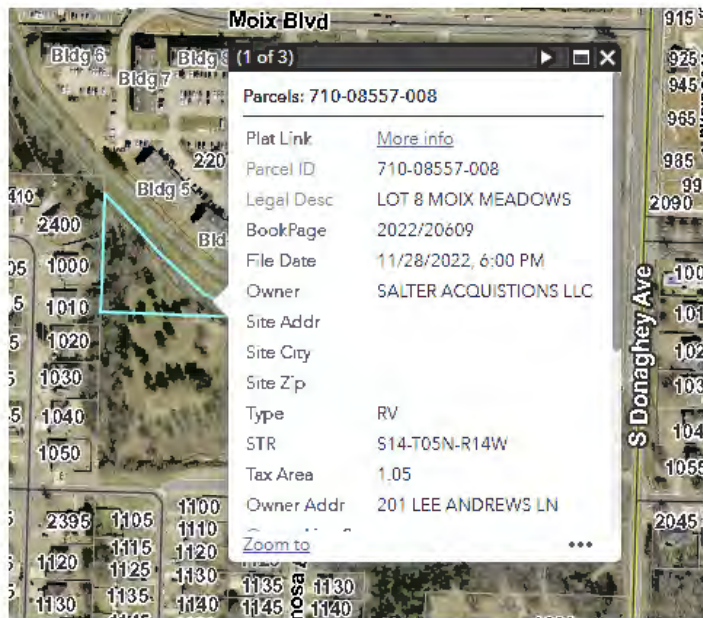 Moix Blvd
915
Bldg 6
Bldg 7
(1 of 3)
925
945
965
985
2090
Parcels: 710-08557-008
Plat Link More info
Parcel ID 710-08557-008
Legal Desc LOT 8 MOIX MEADOWS
BookPage 2022/20609
File Date 11/28/2022, 6:00 PM
Owner SALTER ACQUISTIONS LLC
Site Addr
Site City
Site Zip
Type RV
STR S14-T05N-R14W
Tax Area 1.05
Owner Addr 201 LEE ANDREWS LN
Zoom to
•••
Bldg 5
2400
1000
1010
1020
1030
1040
1050
S Donaghey Ave
1055
2045
2395
1105
1115
1125
1135
1120
1130
1100
1110
1120
1130
1140
1135
1145
1130
1140